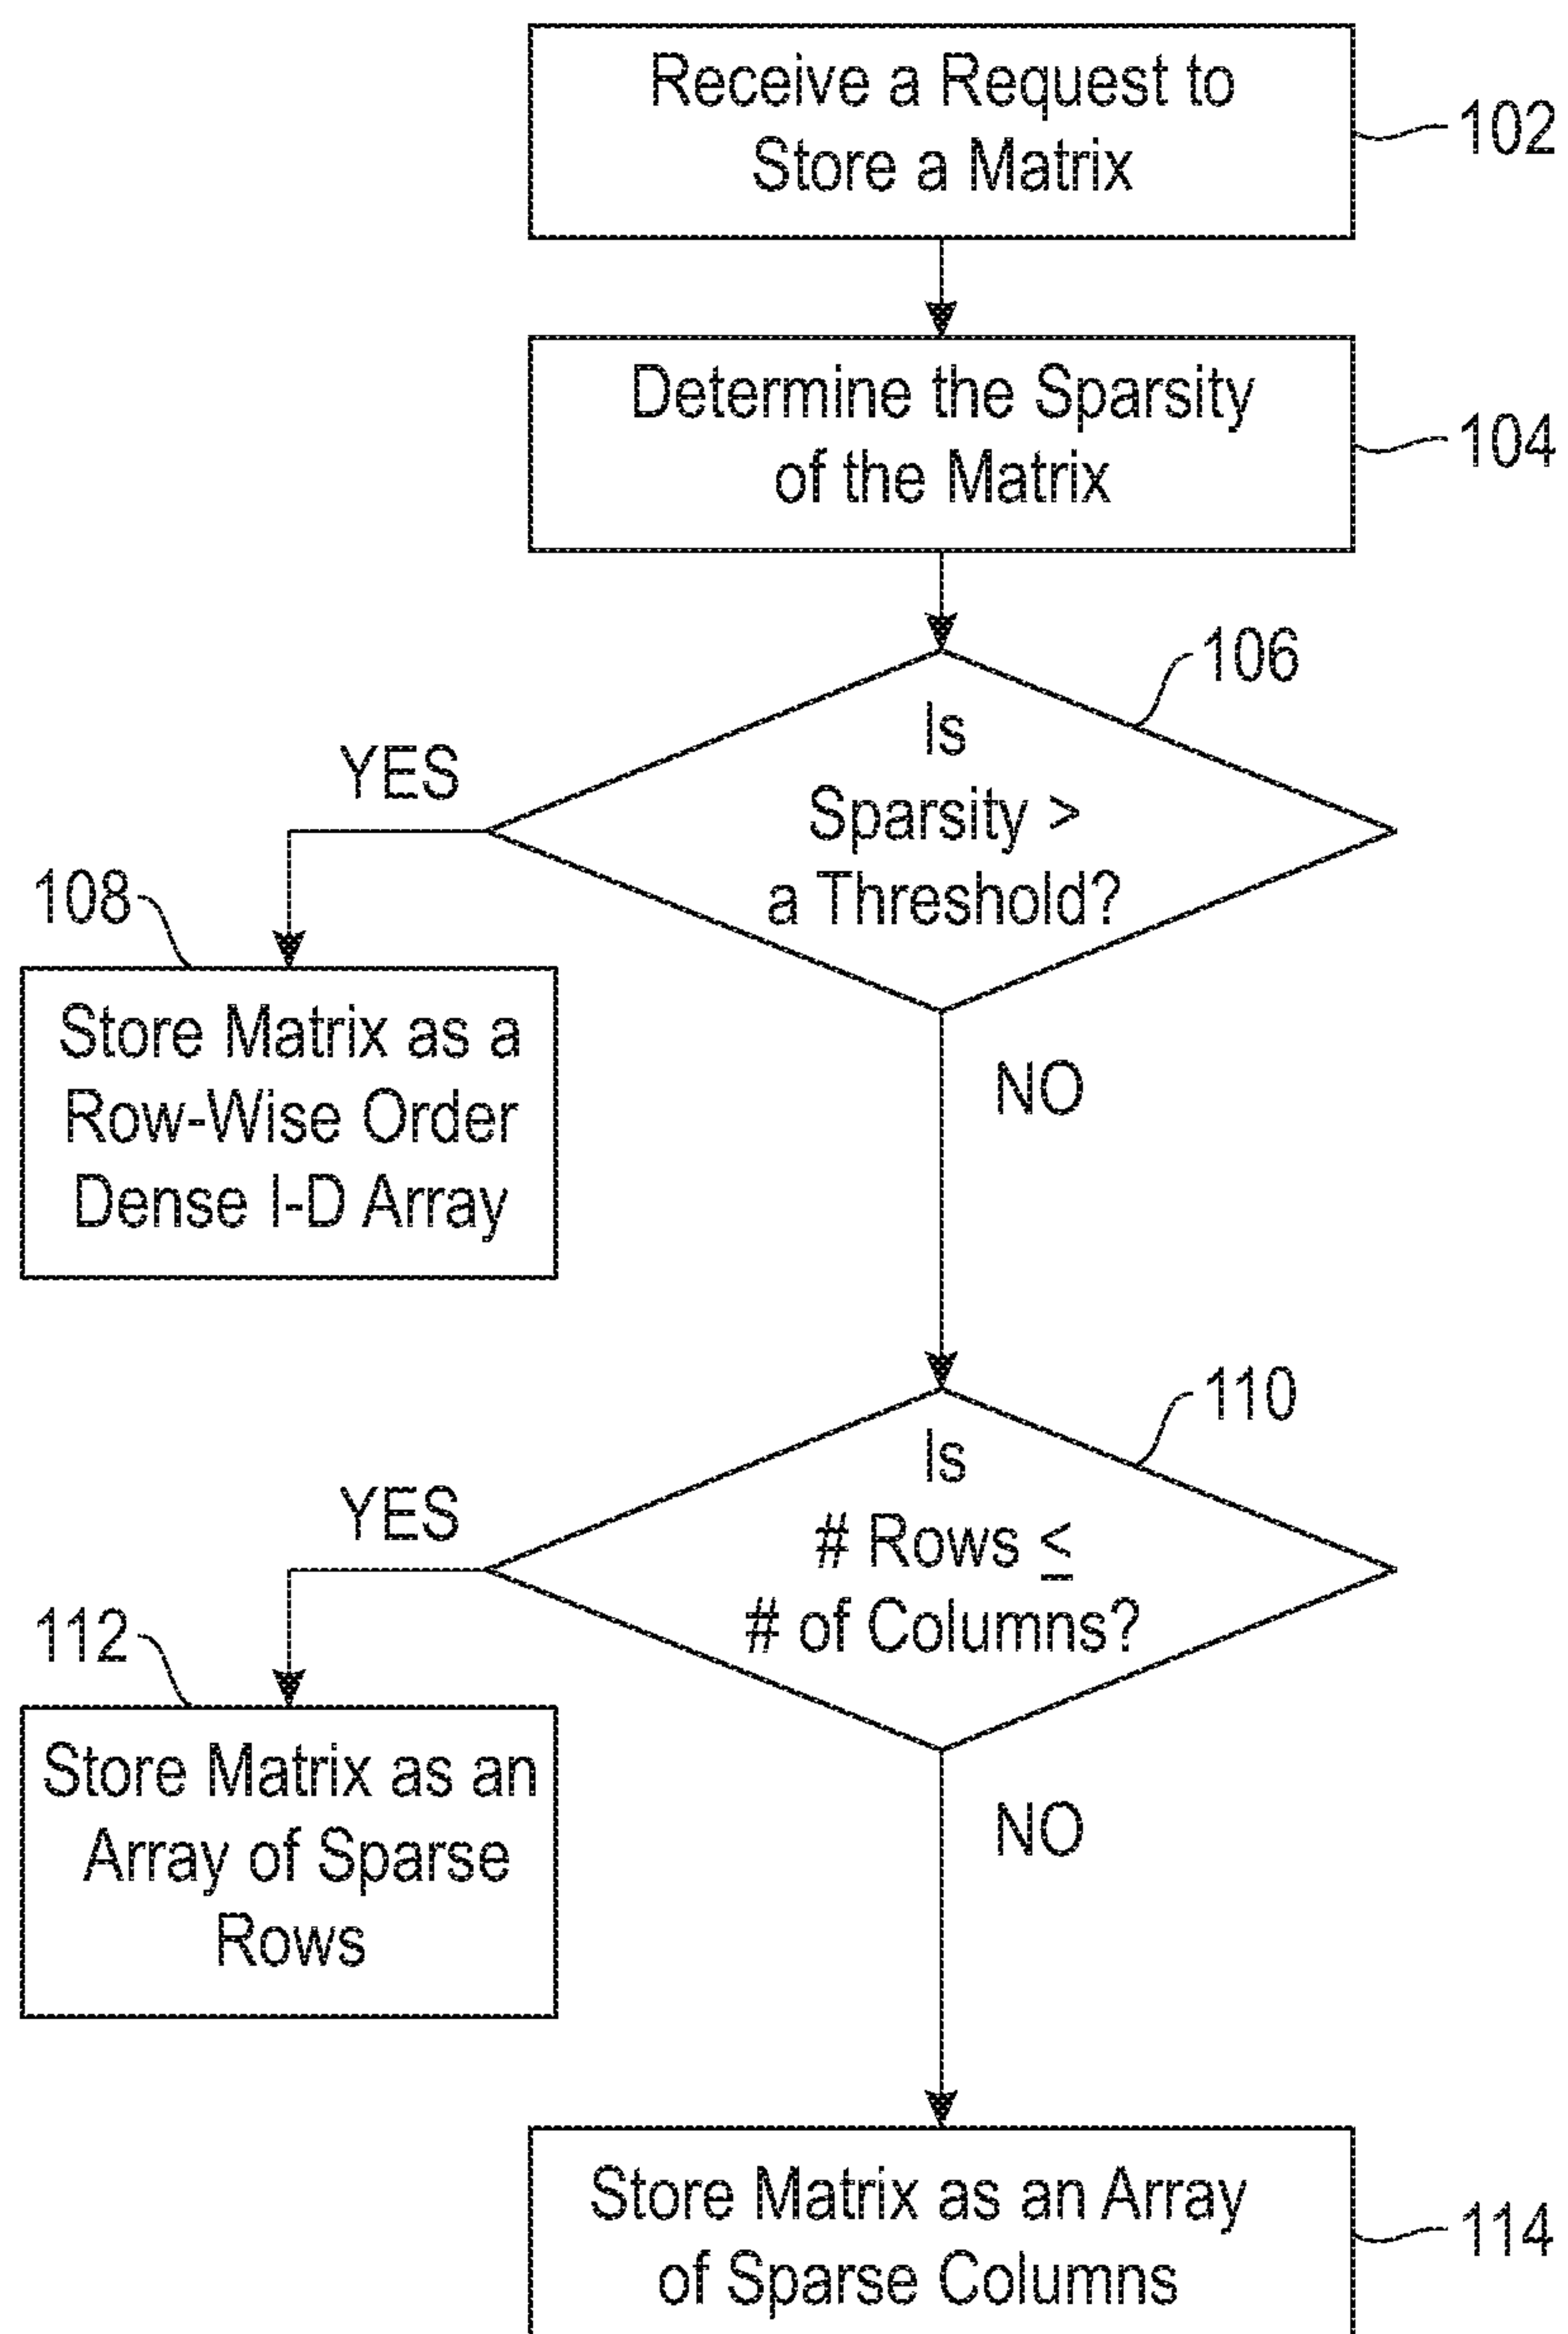 Receive a Request to
Store a Matrix
102
Determine the Sparsity
of the Matrix
104
106
Is
Sparsity >
a Threshold?
YES
108
Store Matrix as a
Row-Wise Order
Dense I-D Array
NO
110
Is
# Rows ≤
# of Columns?
YES
112
Store Matrix as an
Array of Sparse
Rows
NO
Store Matrix as an Array
of Sparse Columns
114